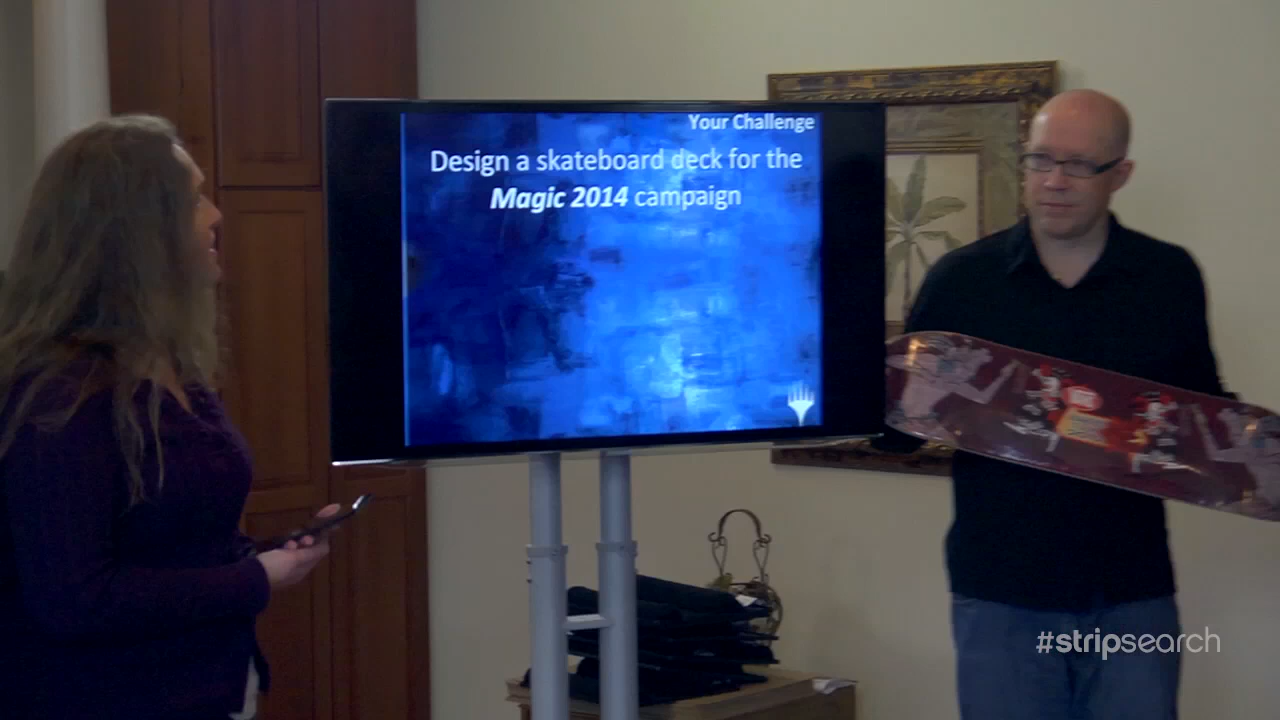 Your Challenge
Design a skateboard deck for the
Magic 2014 campaign
#stripsearch